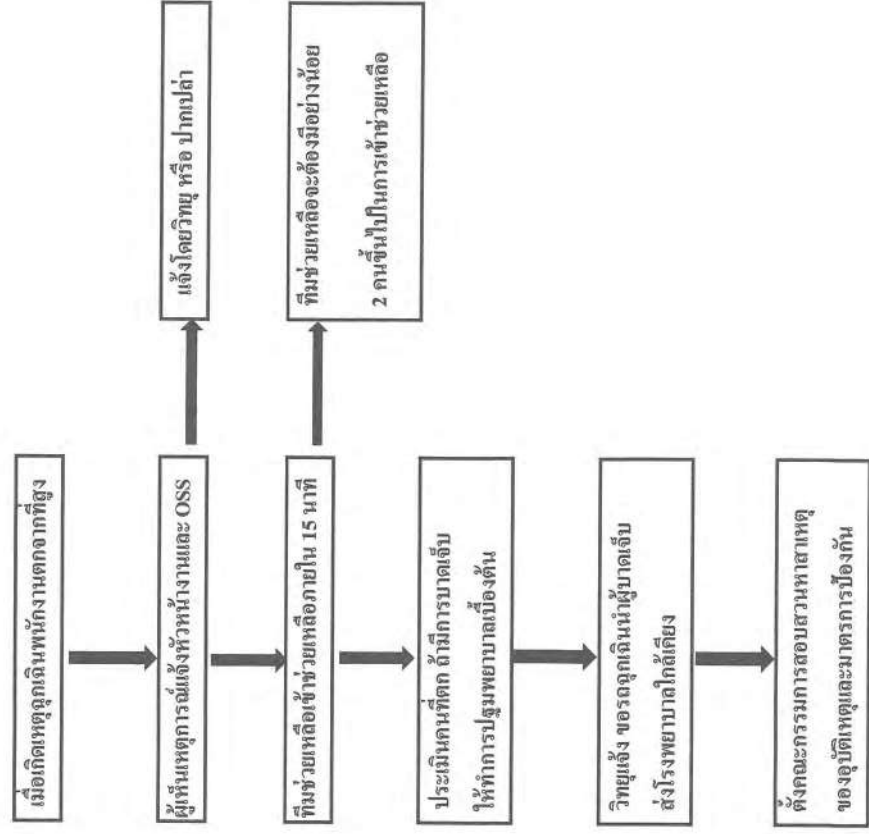 เมื่อเกิดเหตุฉุกเฉินพนักงานตกจากที่สูง
ผู้เห็นเหตุการณ์แจ้งหัวหน้างานและ OSS
แจ้งโดยวิทยุ หรือ ปากเปล่า
ทีมช่วยเหลือเข้าช่วยเหลือภายใน 15 นาที
ทีมช่วยเหลือจะต้องมีอย่างน้อย
2 คนขึ้นไปในการเข้าช่วยเหลือ
ประเมินคนที่ตก ถ้ามีการบาดเจ็บ
ให้ทำการปฐมพยาบาลเบื้องต้น
วิทยุแจ้ง ขอรถฉุกเฉินนำผู้บาดเจ็บ
ส่งโรงพยาบาลใกล้เคียง
ตั้งคณะกรรมการสอบสวนหาสาเหตุ
ของอุบัติเหตุและมาตรการป้องกัน